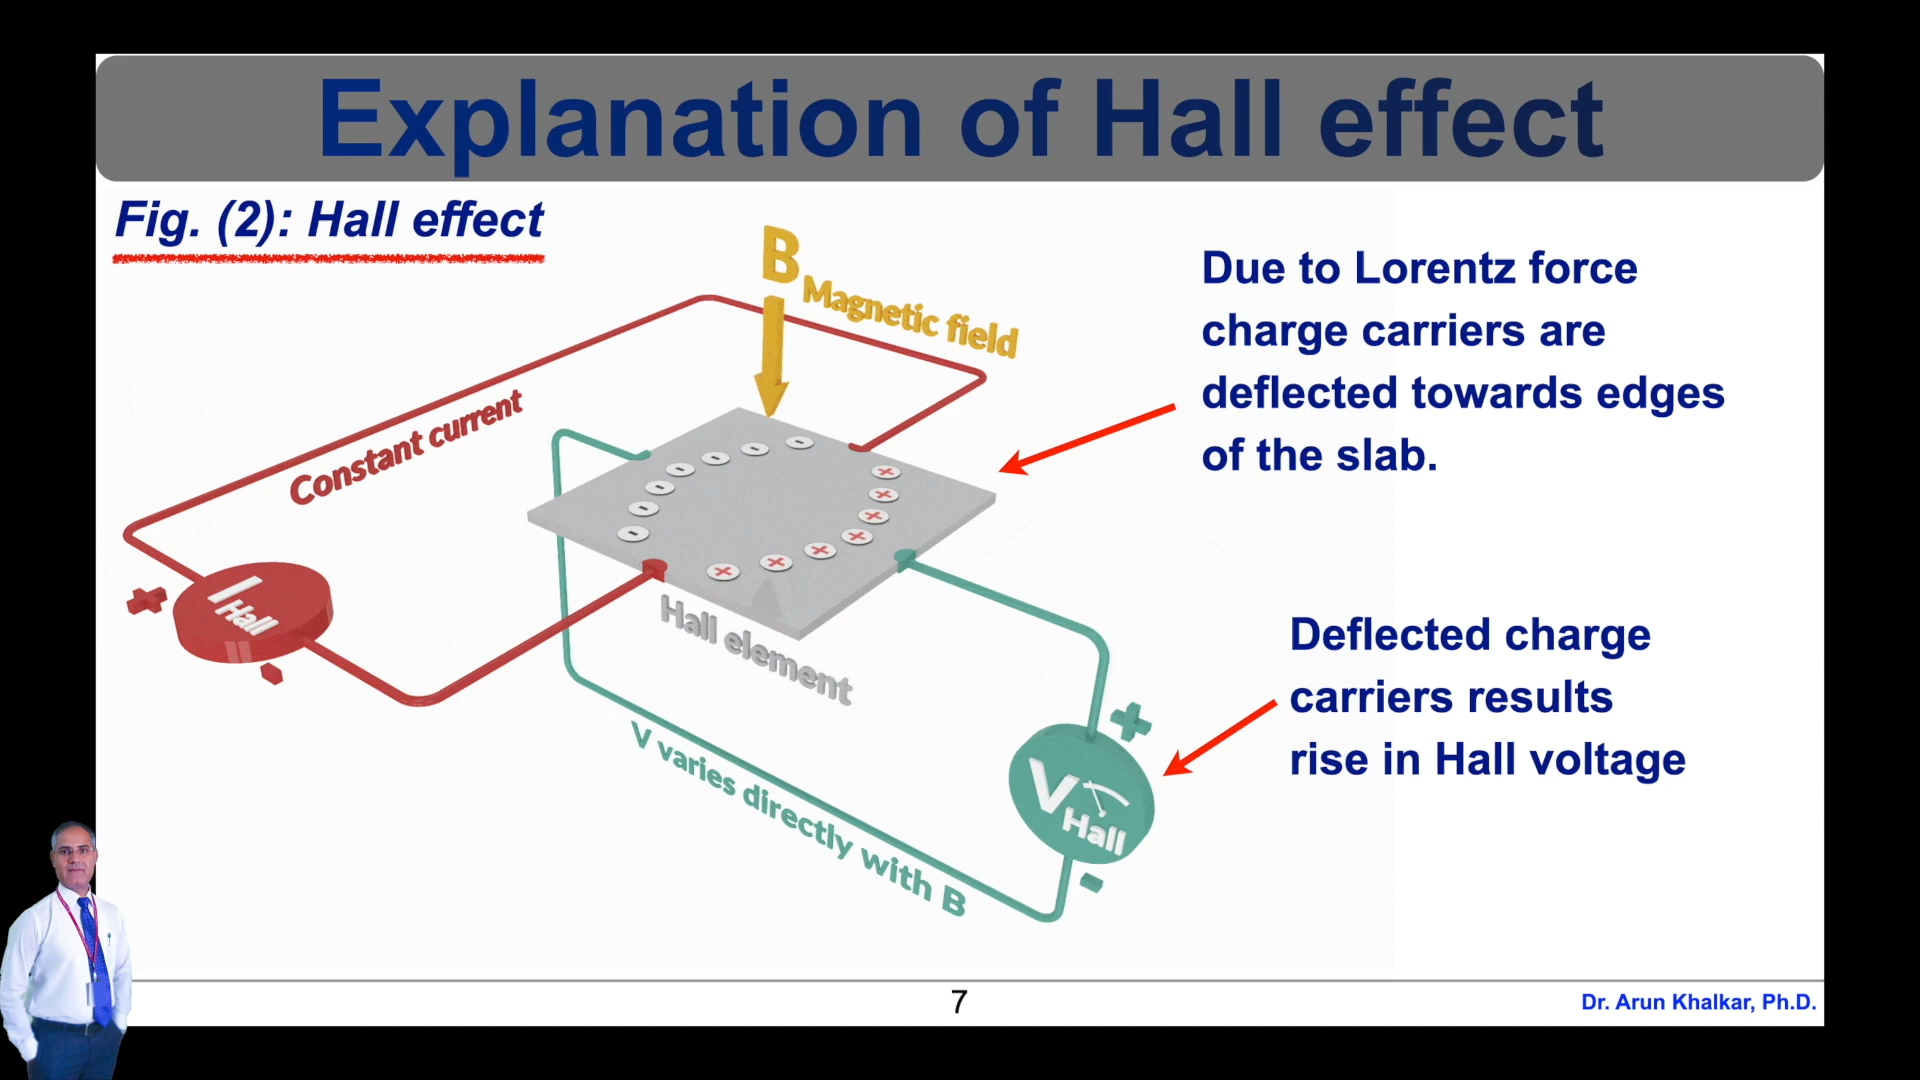 Explanation of Hall effect
Fig. (2): Hall effect
B
Magnetic field
Due to Lorentz force
charge carriers are
deflected towards edges
of the slab.
Constant current
- - - - - - - -
+ + + + + + + +
+
I Hall
-
Hall element
Deflected charge
carriers results
rise in Hall voltage
+
V Hall
-
V varies directly with B
7
Dr. Arun Khalkar, Ph.D.